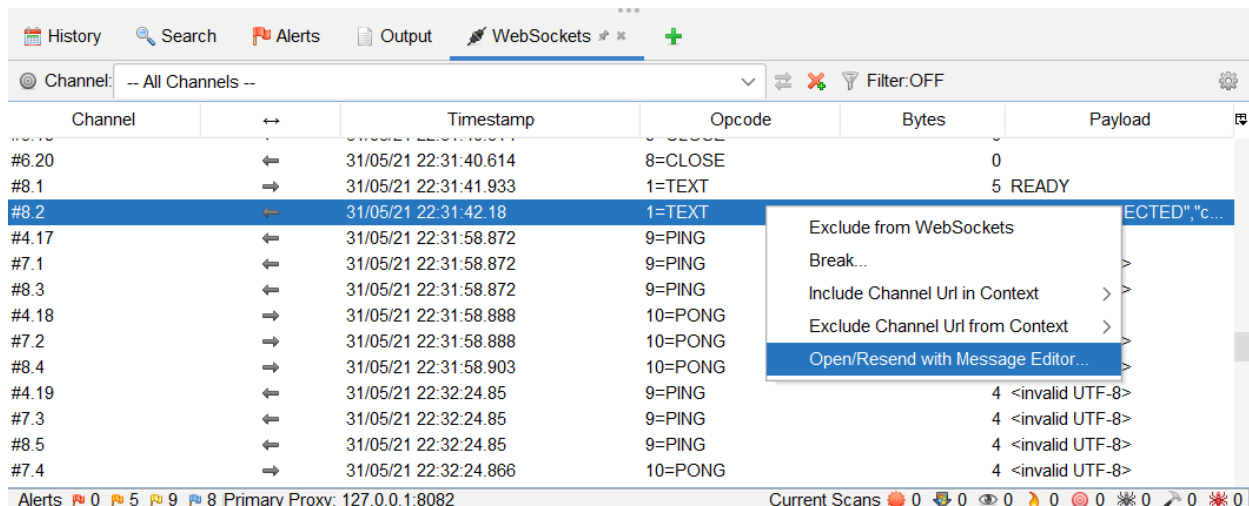 History Search Alerts Output WebSockets
Channel: -- All Channels -- Filter:OFF
Channel Timestamp Opcode Bytes Payload
#6.20 31/05/21 22:31:40.614 8=CLOSE 0
#8.1 31/05/21 22:31:41.933 1=TEXT 5 READY
#8.2 31/05/21 22:31:42.18 1=TEXT ECTED","c...
Exclude from WebSockets
#4.17 31/05/21 22:31:58.872 9=PING
Break...
#7.1 31/05/21 22:31:58.872 9=PING >
#8.3 31/05/21 22:31:58.872 9=PING >
Include Channel Url in Context
#4.18 31/05/21 22:31:58.888 10=PONG
Exclude Channel Url from Context
#7.2 31/05/21 22:31:58.888 10=PONG >
Open/Resend with Message Editor...
#8.4 31/05/21 22:31:58.903 10=PONG >
#4.19 31/05/21 22:32:24.85 9=PING 4 <invalid UTF-8>
#7.3 31/05/21 22:32:24.85 9=PING 4 <invalid UTF-8>
#8.5 31/05/21 22:32:24.85 9=PING 4 <invalid UTF-8>
#7.4 31/05/21 22:32:24.866 10=PONG 4 <invalid UTF-8>
Alerts 0 5 9 8 Primary Proxy: 127.0.0.1:8082 Current Scans 0 0 0 0 0 0 0 0